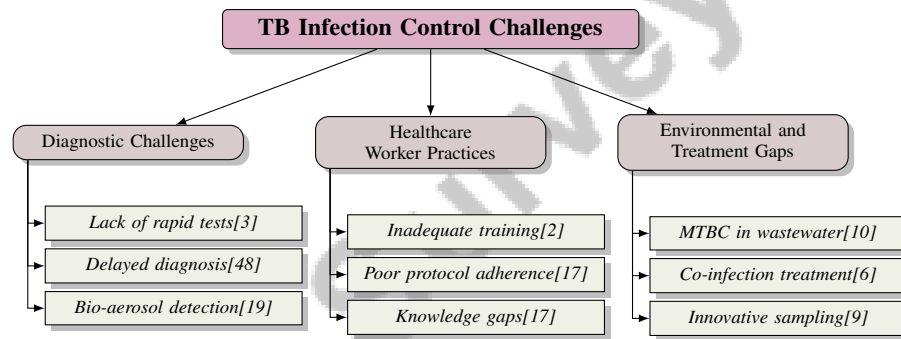 TB Infection Control Challenges
Diagnostic Challenges
Lack of rapid tests[3]
Delayed diagnosis[48]
Bio-aerosol detection[19]
Healthcare
Worker Practices
Inadequate training[2]
Poor protocol adherence[17]
Knowledge gaps[17]
Environmental and
Treatment Gaps
MTBC in wastewater[10]
Co-infection treatment[6]
Innovative sampling[9]